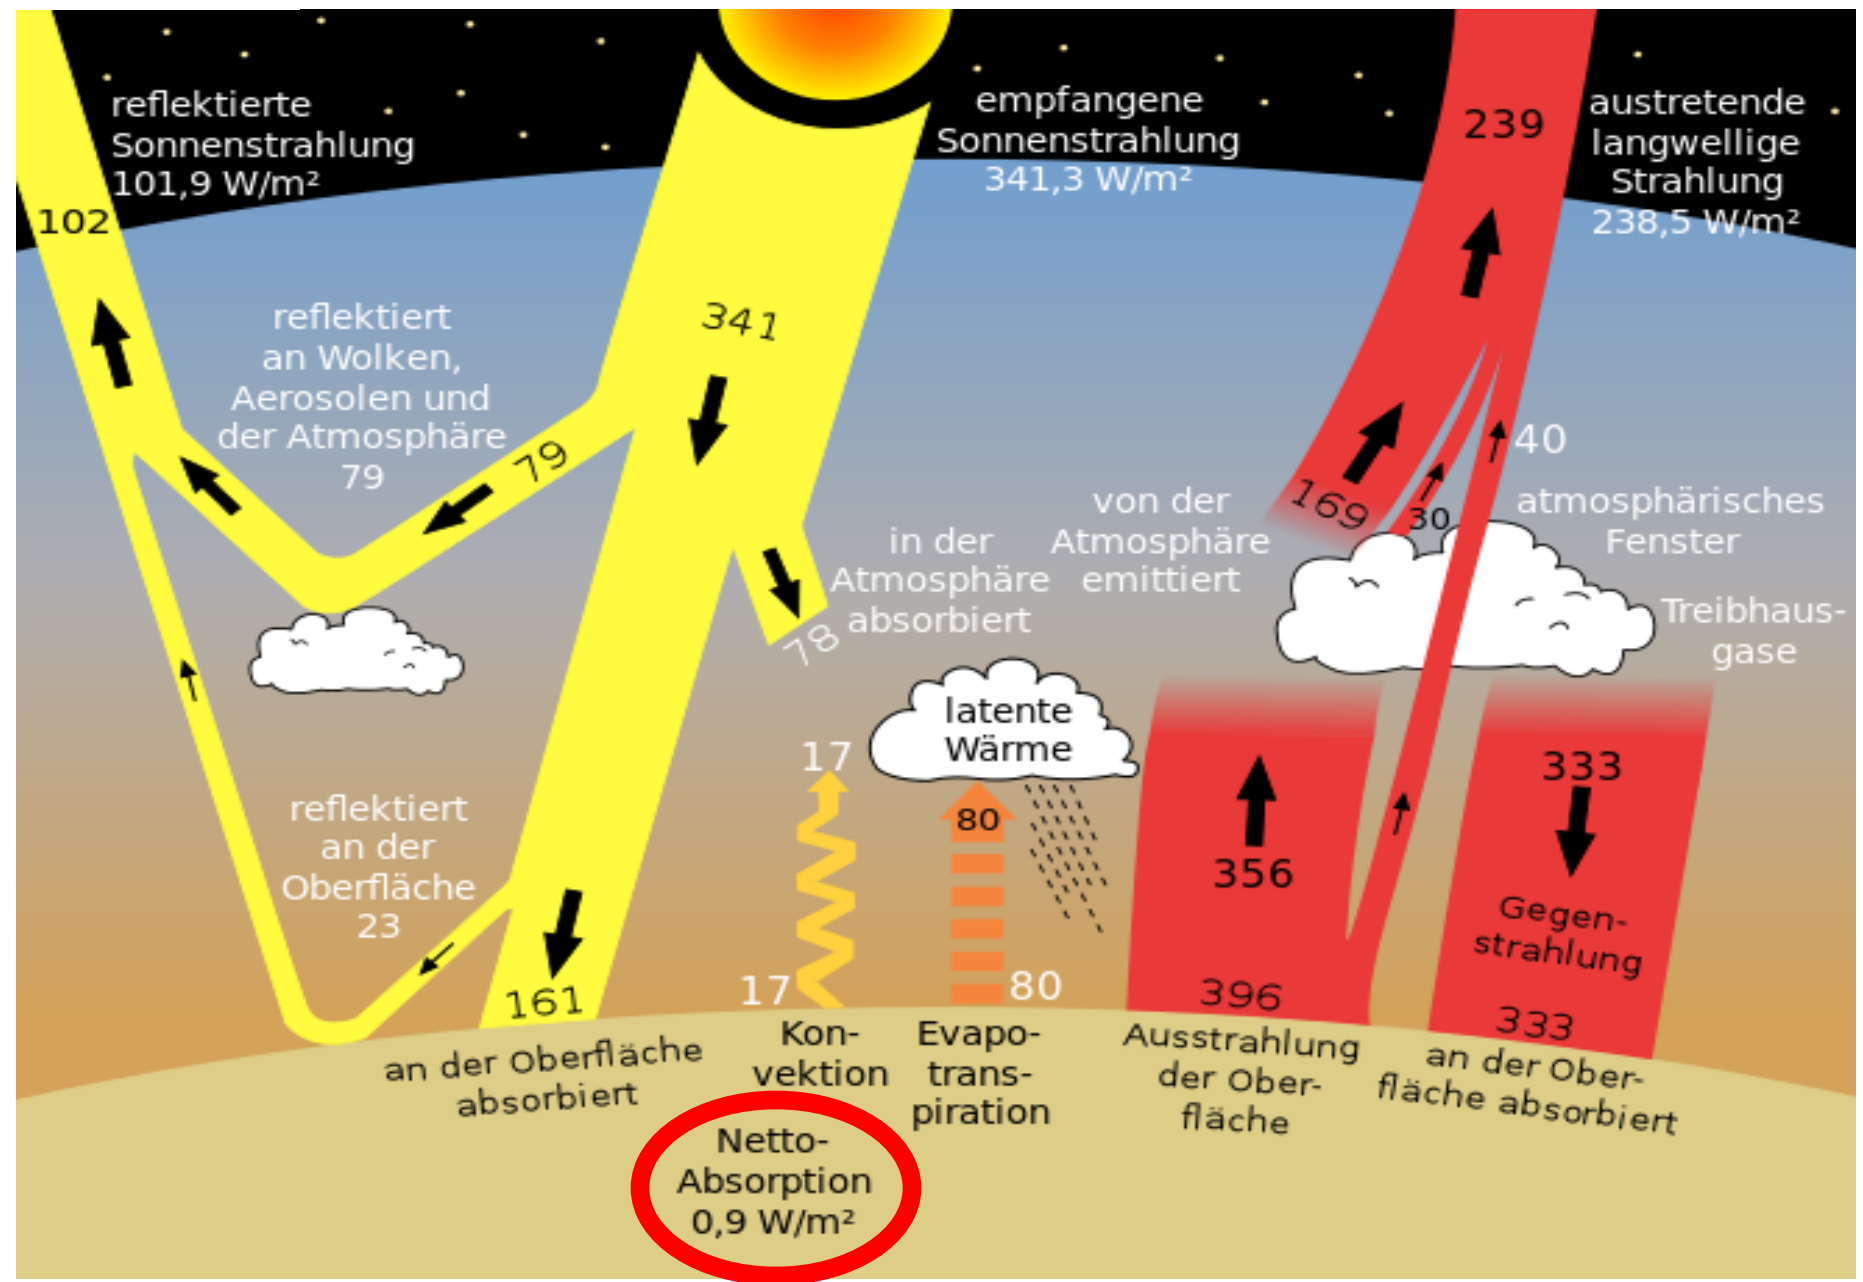 reflektierte
Sonnenstrahlung
101,9 W/m²
102
empfangene
Sonnenstrahlung
341,3 W/m²
239
austretende
langwellige
Strahlung
238,5 W/m²
reflektiert
an Wolken,
Aerosolen und
der Atmosphäre
79
79
341
in der
Atmosphäre
absorbiert
78
von der
Atmosphäre
emittiert
169
30
40
atmosphärisches
Fenster
Treibhaus-
gase
latente
Wärme
reflektiert
an der
Oberfläche
23
161
an der Oberfläche
absorbiert
17
17
Kon-
vektion
80
80
Evapo-
trans-
piration
356
396
Ausstrahlung
der Ober-
fläche
333
Gegen-
strahlung
333
an der Ober-
fläche absorbiert
Netto-
Absorption
0,9 W/m²